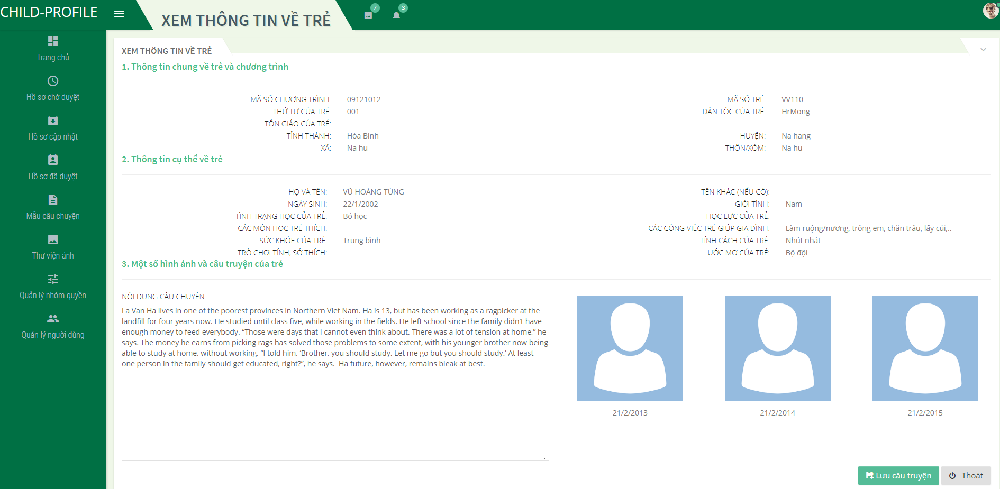 CHILD-PROFILE
XEM THÔNG TIN VỀ TRẺ
7
3
Trang chủ
Hồ sơ chờ duyệt
Hồ sơ cập nhật
Hồ sơ đã duyệt
Mẫu câu chuyện
Thư viện ảnh
Quản lý nhóm quyền
Quản lý người dùng
XEM THÔNG TIN VỀ TRẺ
1. Thông tin chung về trẻ và chương trình
MÃ SỐ CHƯƠNG TRÌNH: 09121012 MÃ SỐ TRẺ: VV110
THỨ TỰ CỦA TRẺ: 001 DÂN TỘC CỦA TRẺ: HrMong
TÔN GIÁO CỦA TRẺ:
TỈNH THÀNH: Hòa Bình HUYỆN: Na hang
XÃ: Na hu THÔN/XÓM: Na hu
2. Thông tin cụ thể về trẻ
HỌ VÀ TÊN: VŨ HOÀNG TÙNG TÊN KHÁC (NẾU CÓ):
NGÀY SINH: 22/1/2002 GIỚI TÍNH: Nam
TÌNH TRẠNG HỌC CỦA TRẺ: Bỏ học HỌC LỰC CỦA TRẺ:
CÁC MÔN HỌC TRẺ THÍCH: CÁC CÔNG VIỆC TRẺ GIÚP GIA ĐÌNH: Làm ruộng/nương, trông em, chăn trâu, lấy củi,..
SỨC KHỎE CỦA TRẺ: Trung bình TÍNH CÁCH CỦA TRẺ: Nhút nhát
TRÒ CHƠI TÍNH, SỞ THÍCH: ƯỚC MƠ CỦA TRẺ: Bộ đội
3. Một số hình ảnh và câu truyện của trẻ
NỘI DUNG CÂU CHUYỆN
La Van Ha lives in one of the poorest provinces in Northern Viet Nam. Ha is 13, but has been working as a ragpicker at the
landfill for four years now. He studied until class five, while working in the fields. He left school since the family didn’t have
enough money to feed everybody. “Those were days that I cannot even think about. There was a lot of tension at home,” he
says. The money he earns from picking rags has solved those problems to some extent, with his younger brother now being
able to study at home, without working. “I told him, ‘Brother, you should study. Let me go but you should study.’ At least
one person in the family should get educated, right?”, he says.  Ha future, however, remains bleak at best.
21/2/2013 21/2/2014 21/2/2015
Lưu câu truyện Thoát